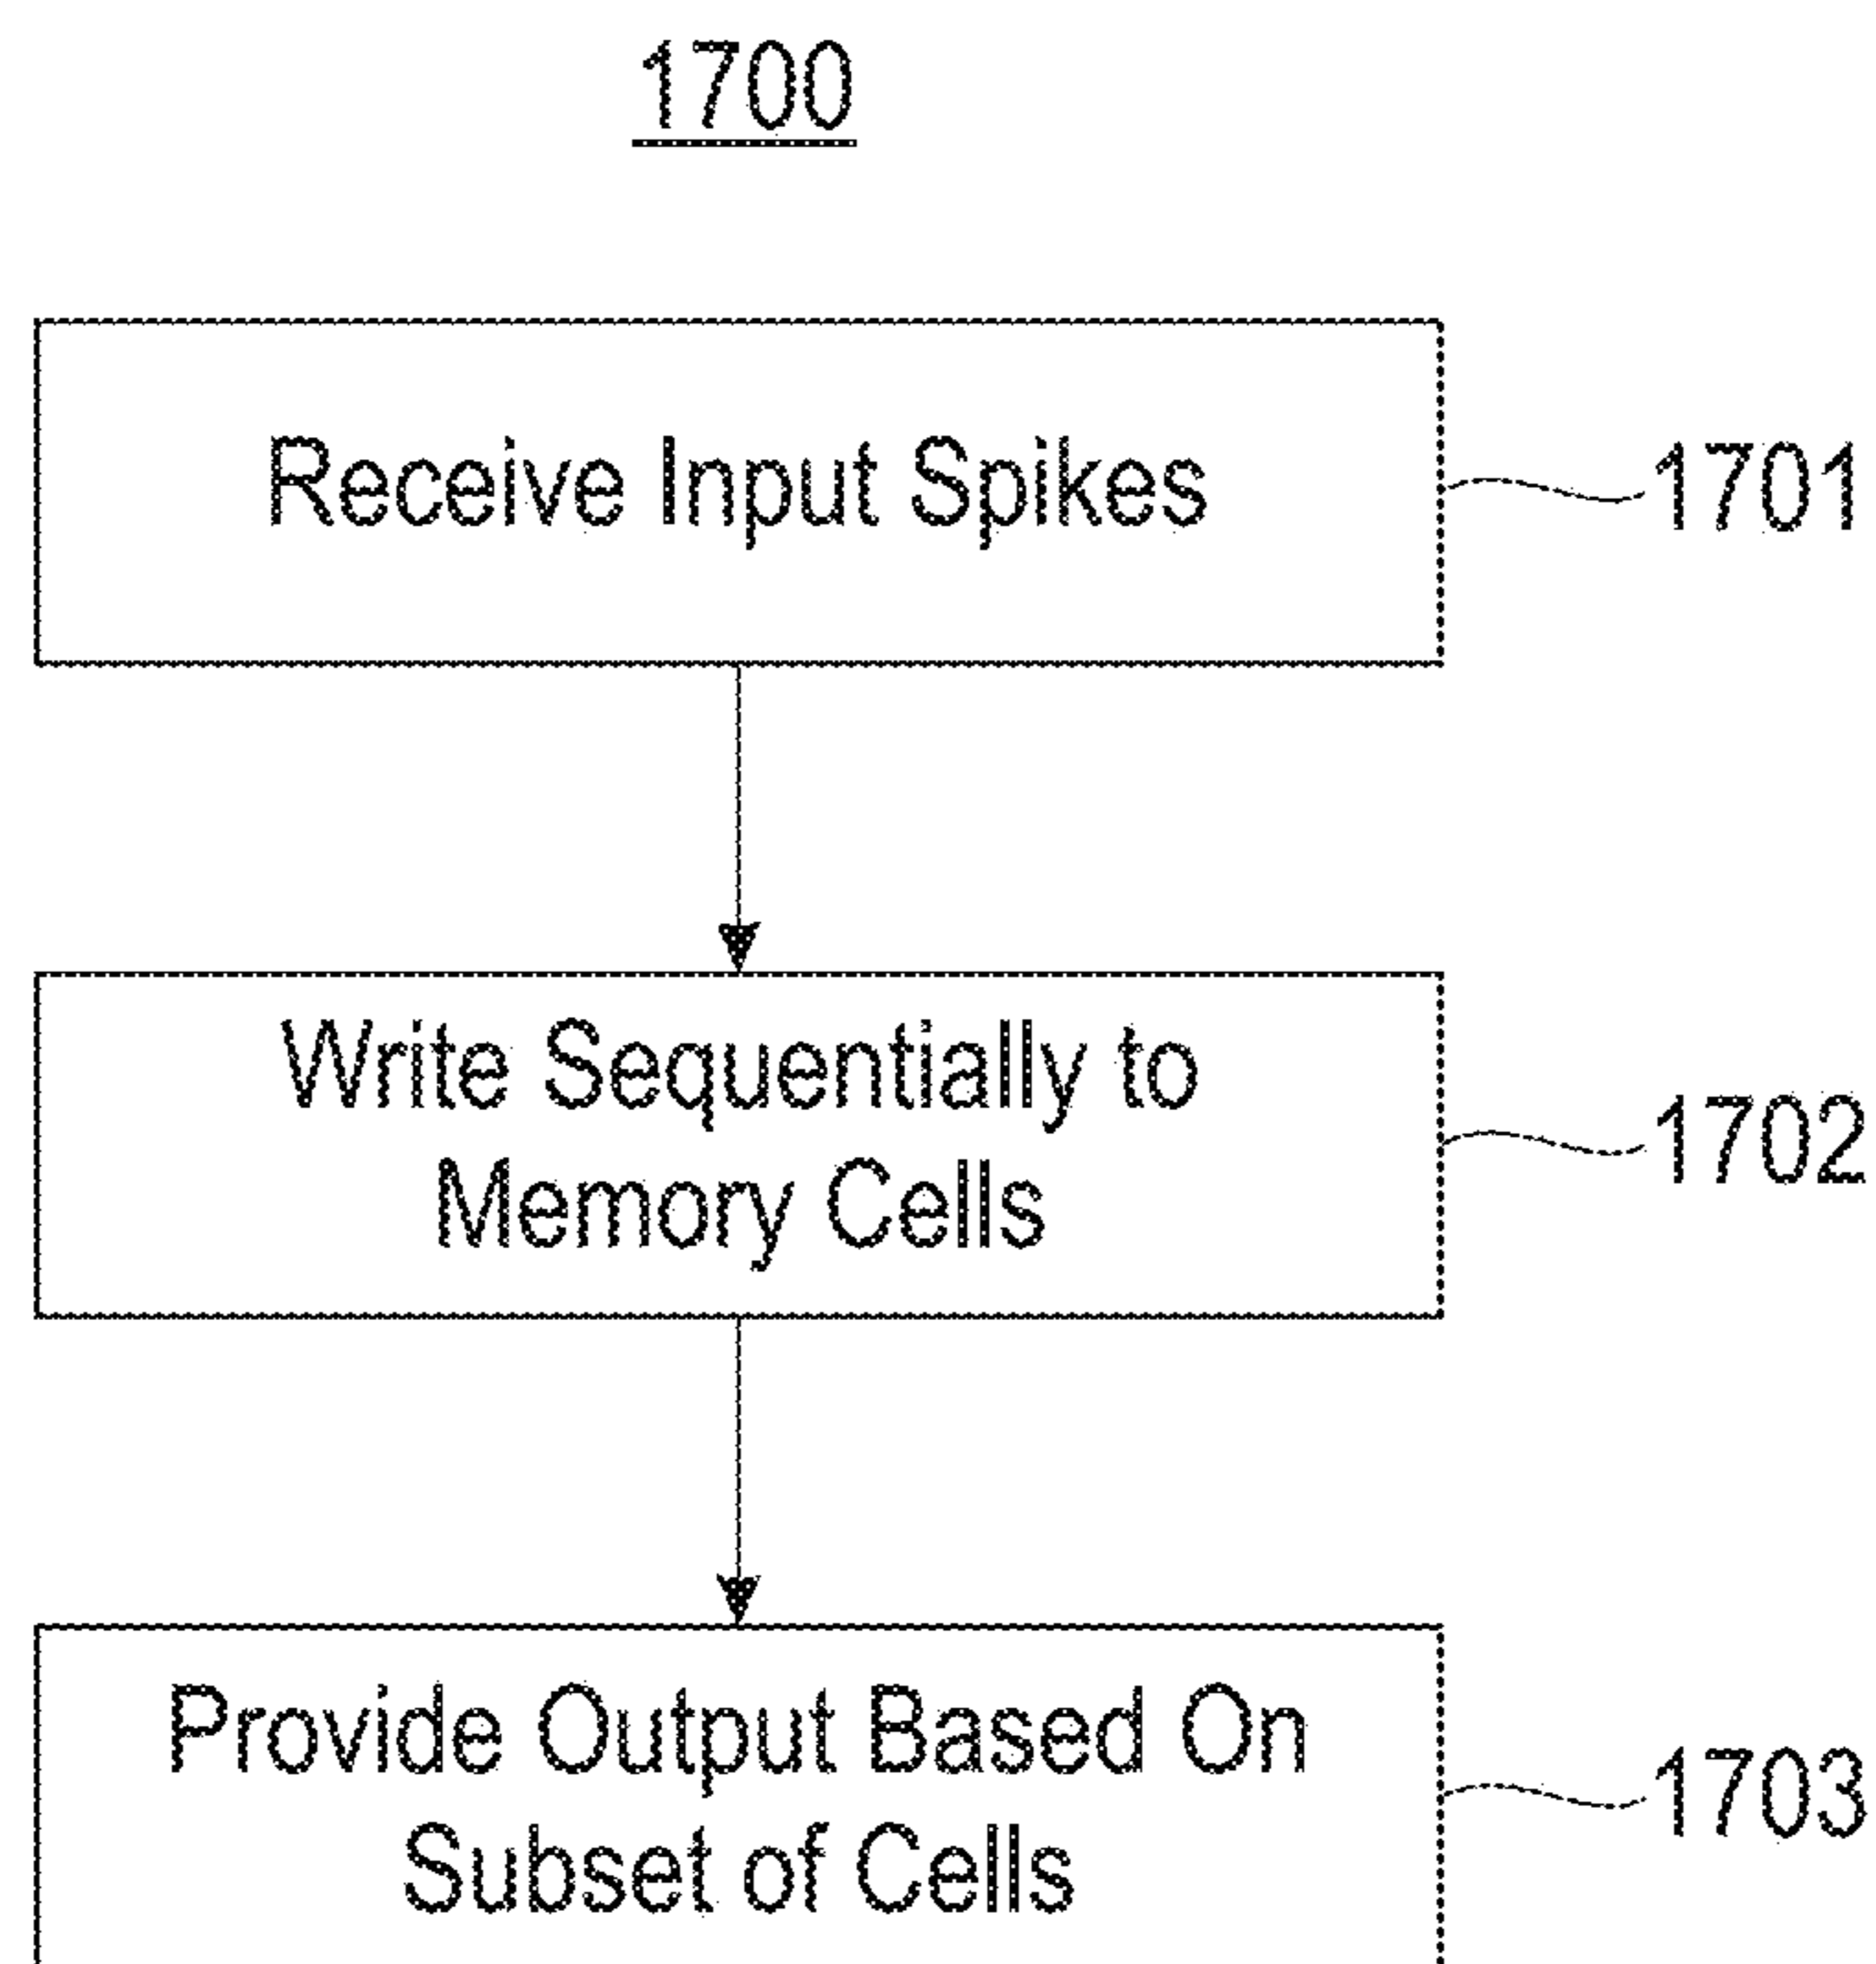 1700
Receive Input Spikes
1701
Write Sequentially to
Memory Cells
1702
Provide Output Based On
Subset of Cells
1703